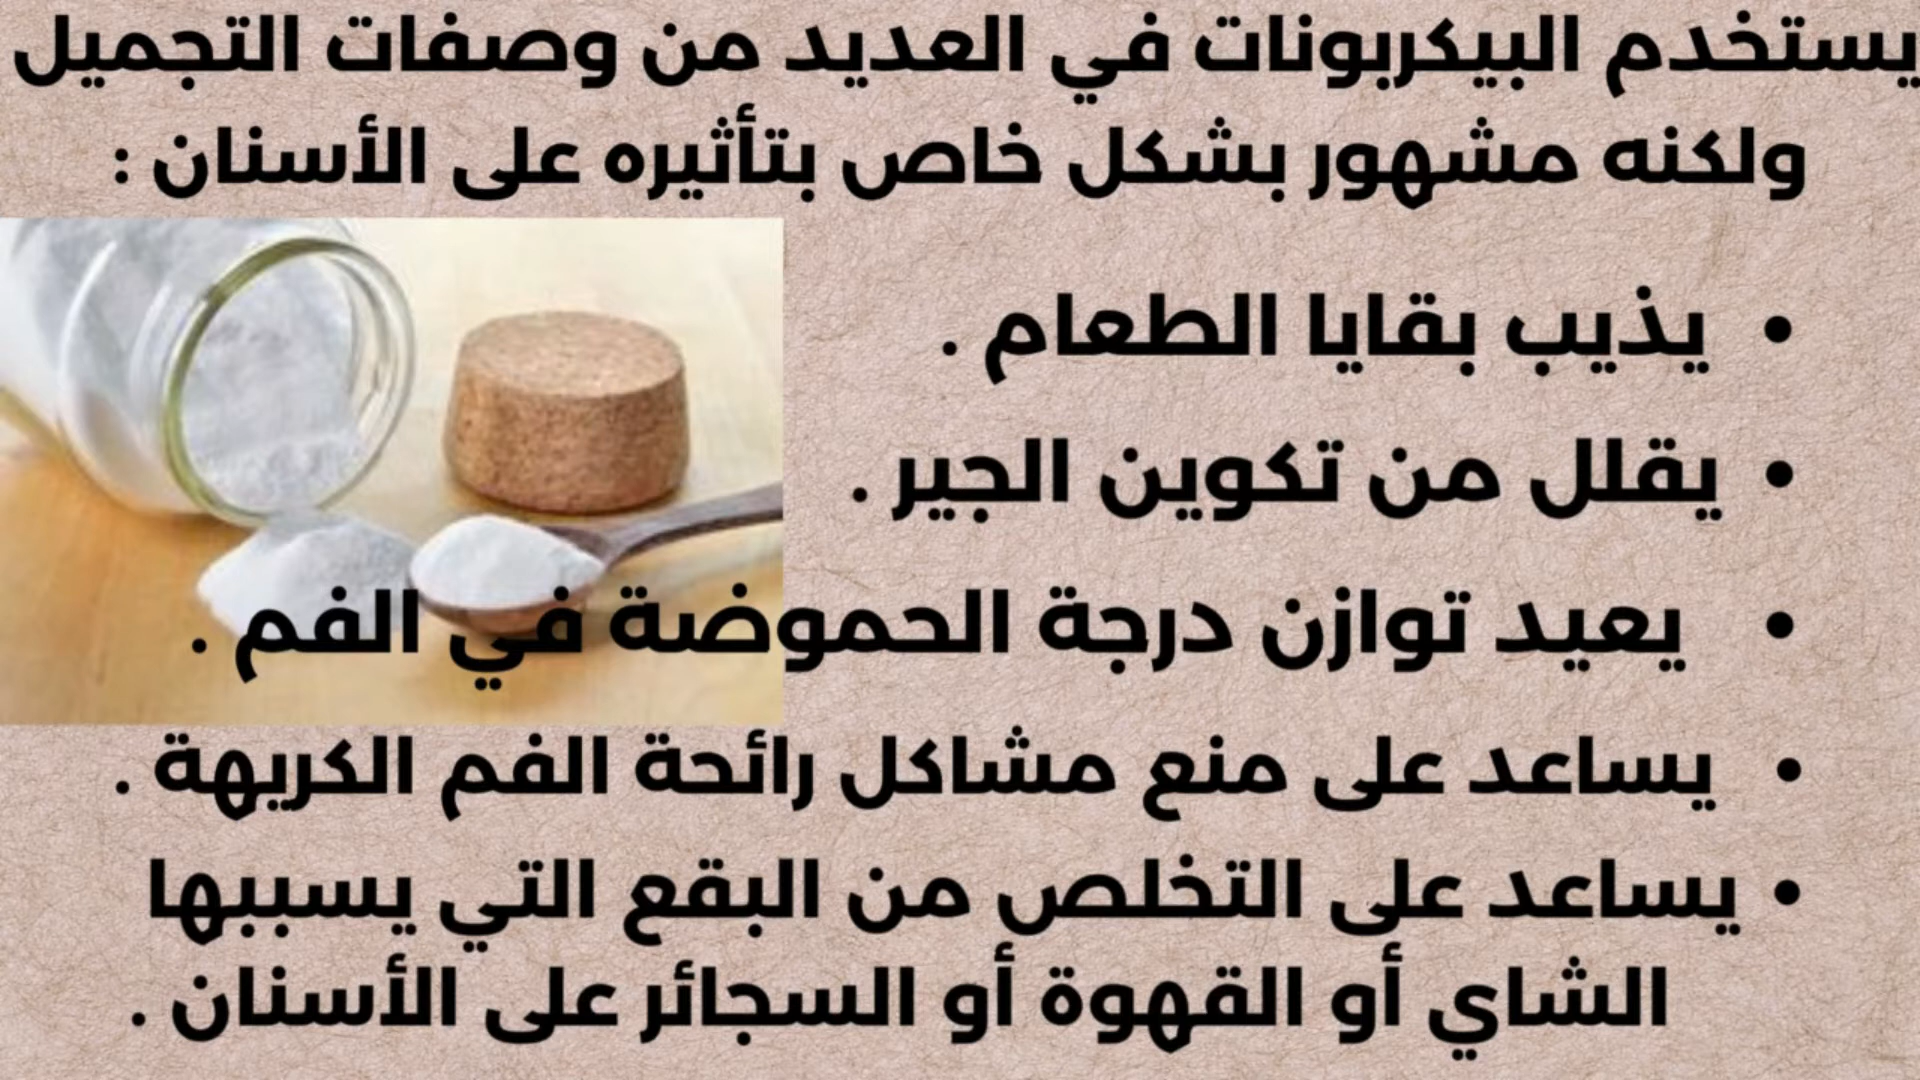 يستخدم البيكربونات في العديد من وصفات التجميل
ولكنه مشهور بشكل خاص بتأثيره على الأسنان :
• يذيب بقايا الطعام .
• يقلل من تكوين الجير .
• يعيد توازن درجة الحموضة في الفم .
• يساعد على منع مشاكل رائحة الفم الكريهة .
• يساعد على التخلص من البقع التي يسببها
الشاي أو القهوة أو السجائر على الأسنان .